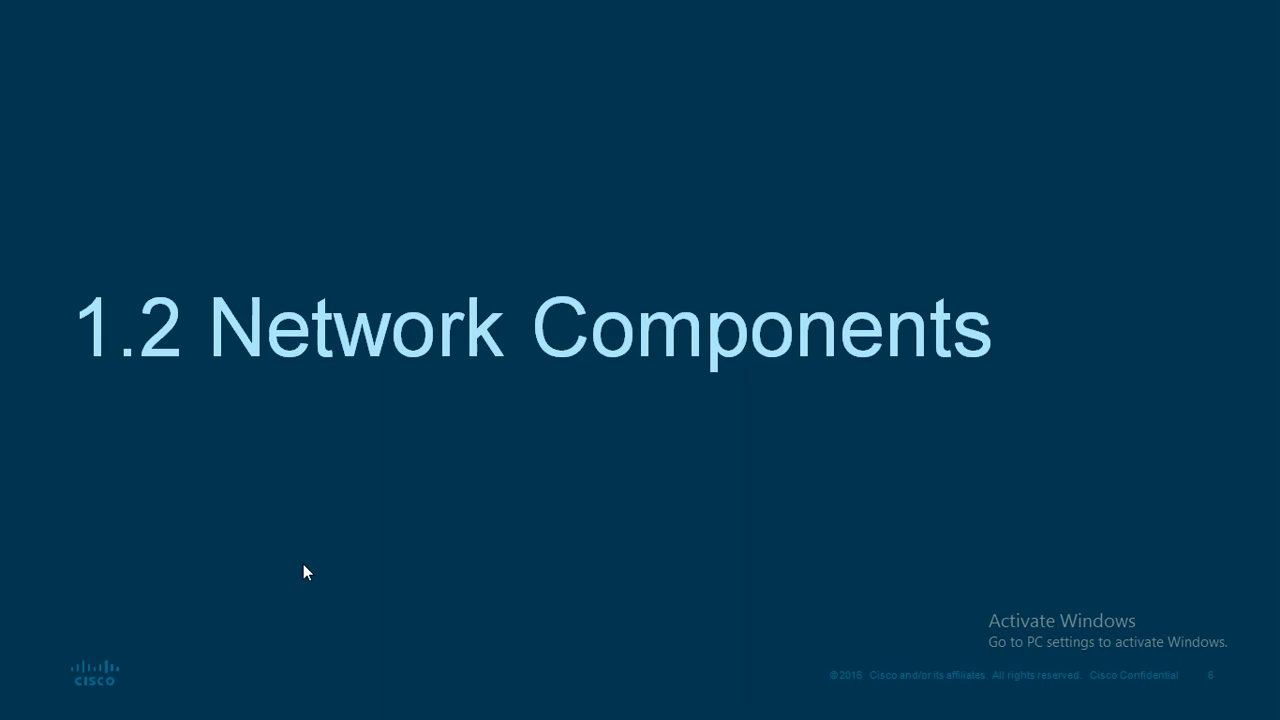 1.2 Network Components
Activate Windows
Go to PC settings to activate Windows.
CISCO
© 2016 Cisco and/or its affiliates. All rights reserved. Cisco Confidential 8